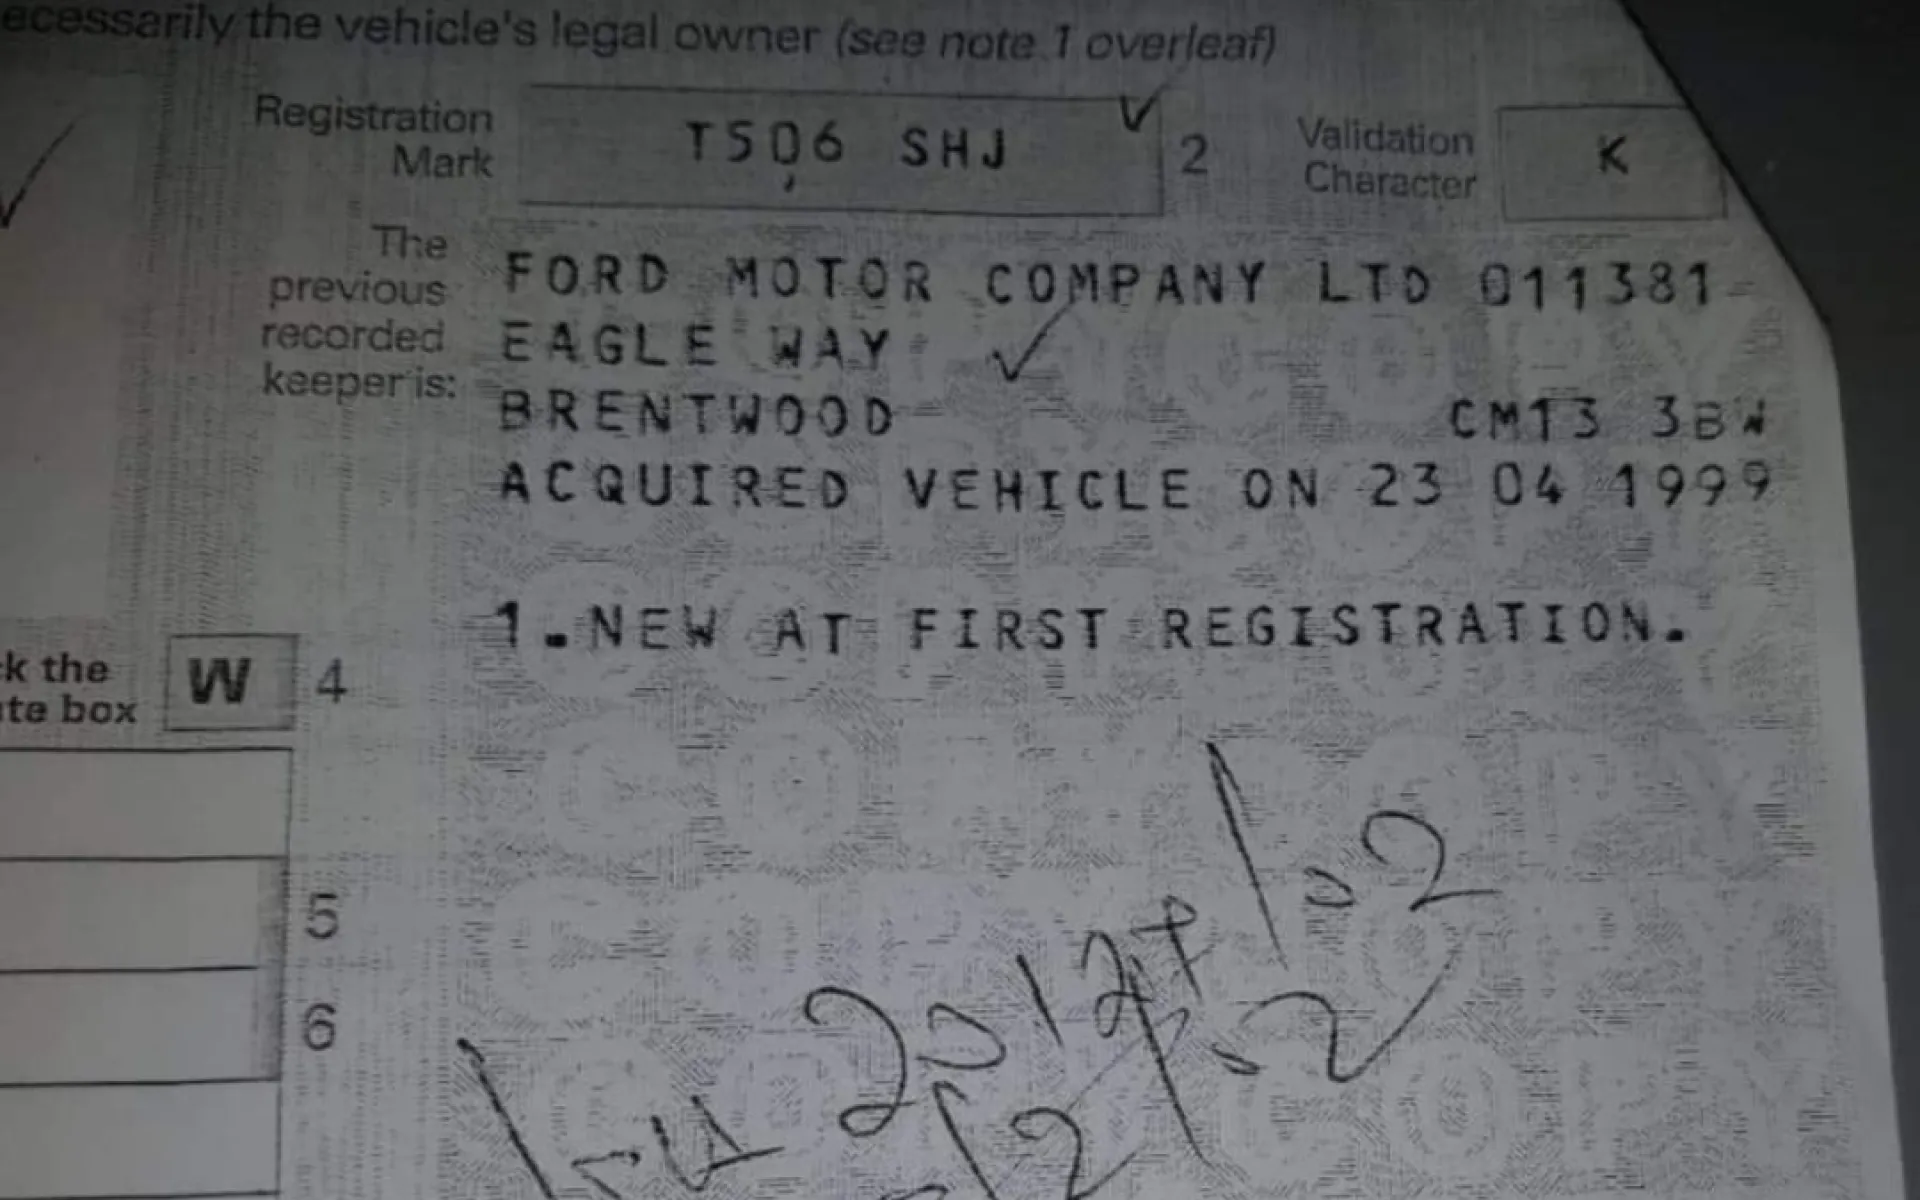 ecessarily the vehicle's legal owner (see note 1 overleaf)
Registration Mark T506 SHJ 2 Validation Character K
The previous recorded keeper is:
FORD MOTOR COMPANY LTD 011381
EAGLE WAY
BRENTWOOD CM13 3BW
ACQUIRED VEHICLE ON 23 04 1999
1.NEW AT FIRST REGISTRATION.
k the
te box W 4
5
6